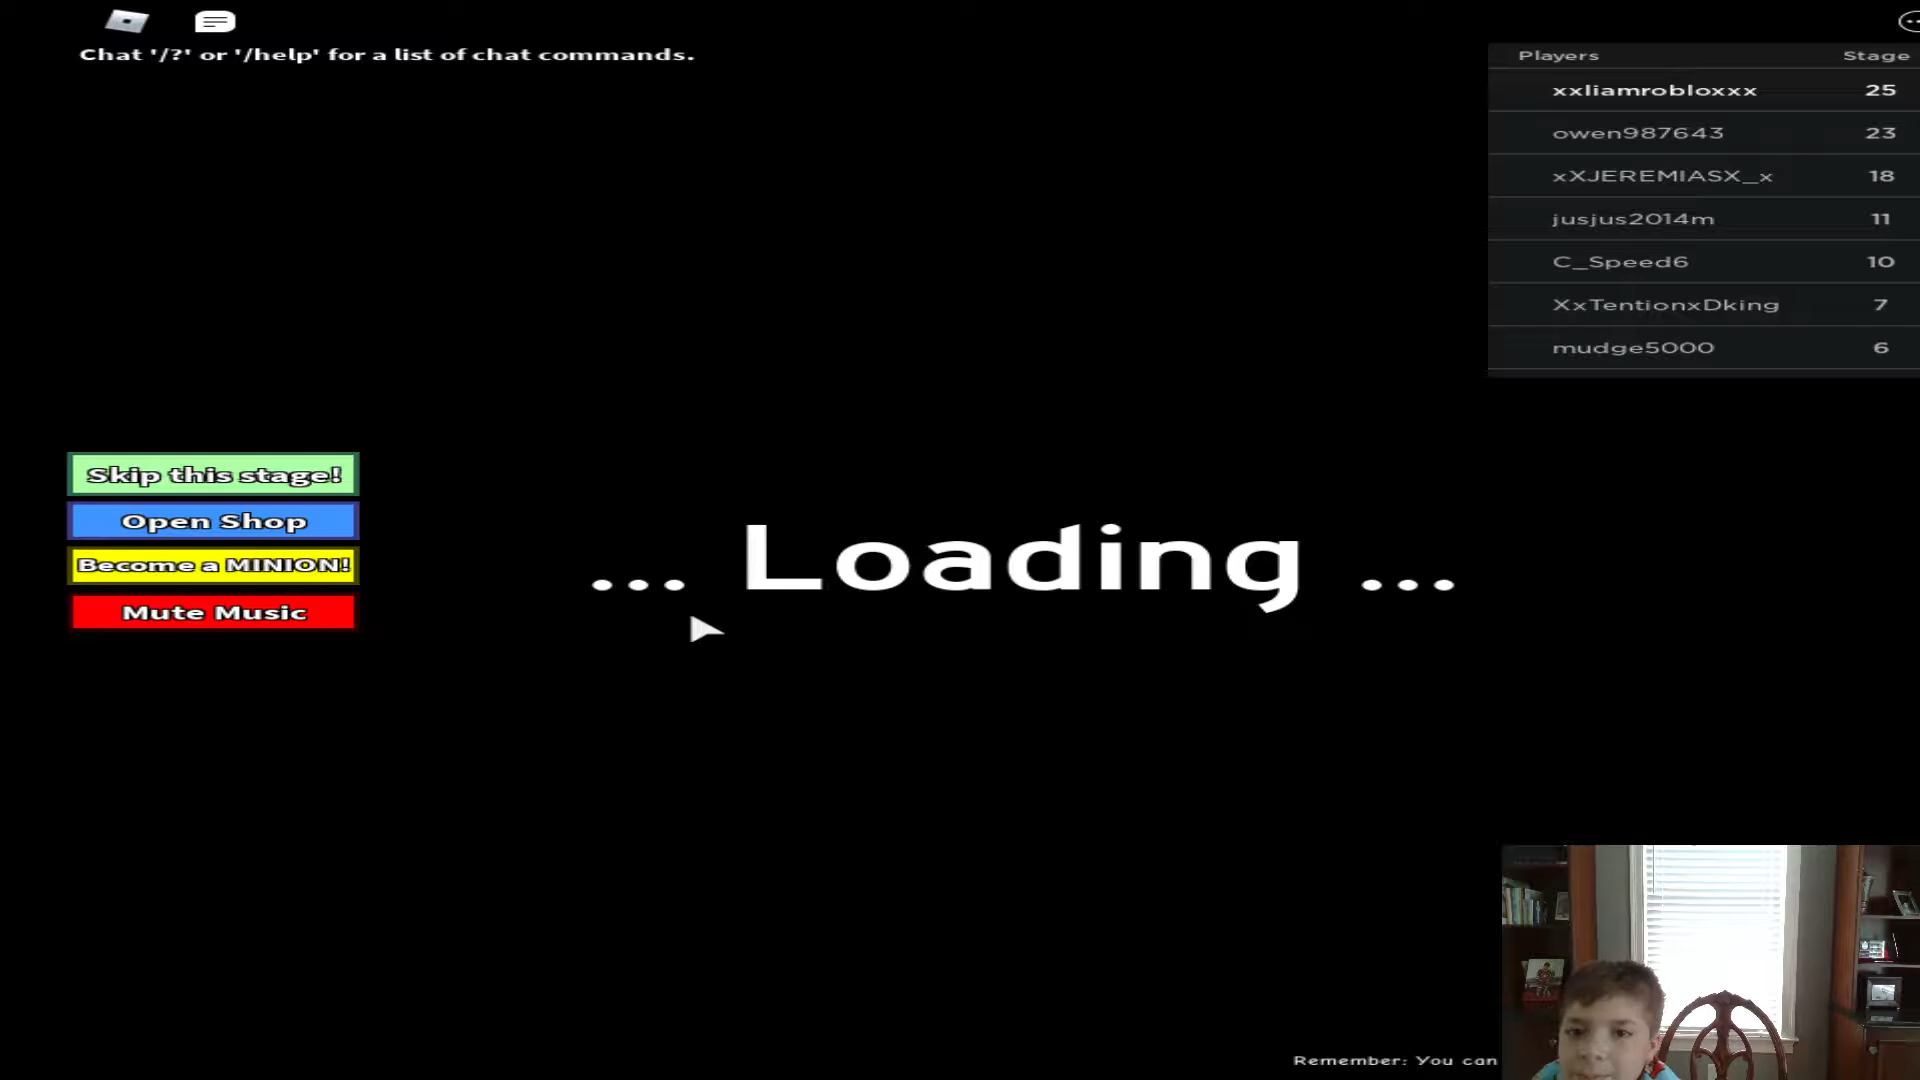 Chat '/?' or '/help' for a list of chat commands.
Players Stage
xxliamrobloxxx 25
owen987643 23
xXJEREMIASX_x 18
jusjus2014m 11
C_Speed6 10
XxTentionxDking 7
mudge5000 6
Skip this stage!
Open Shop
Become a MINION!
Mute Music
... Loading ...
Remember: You can